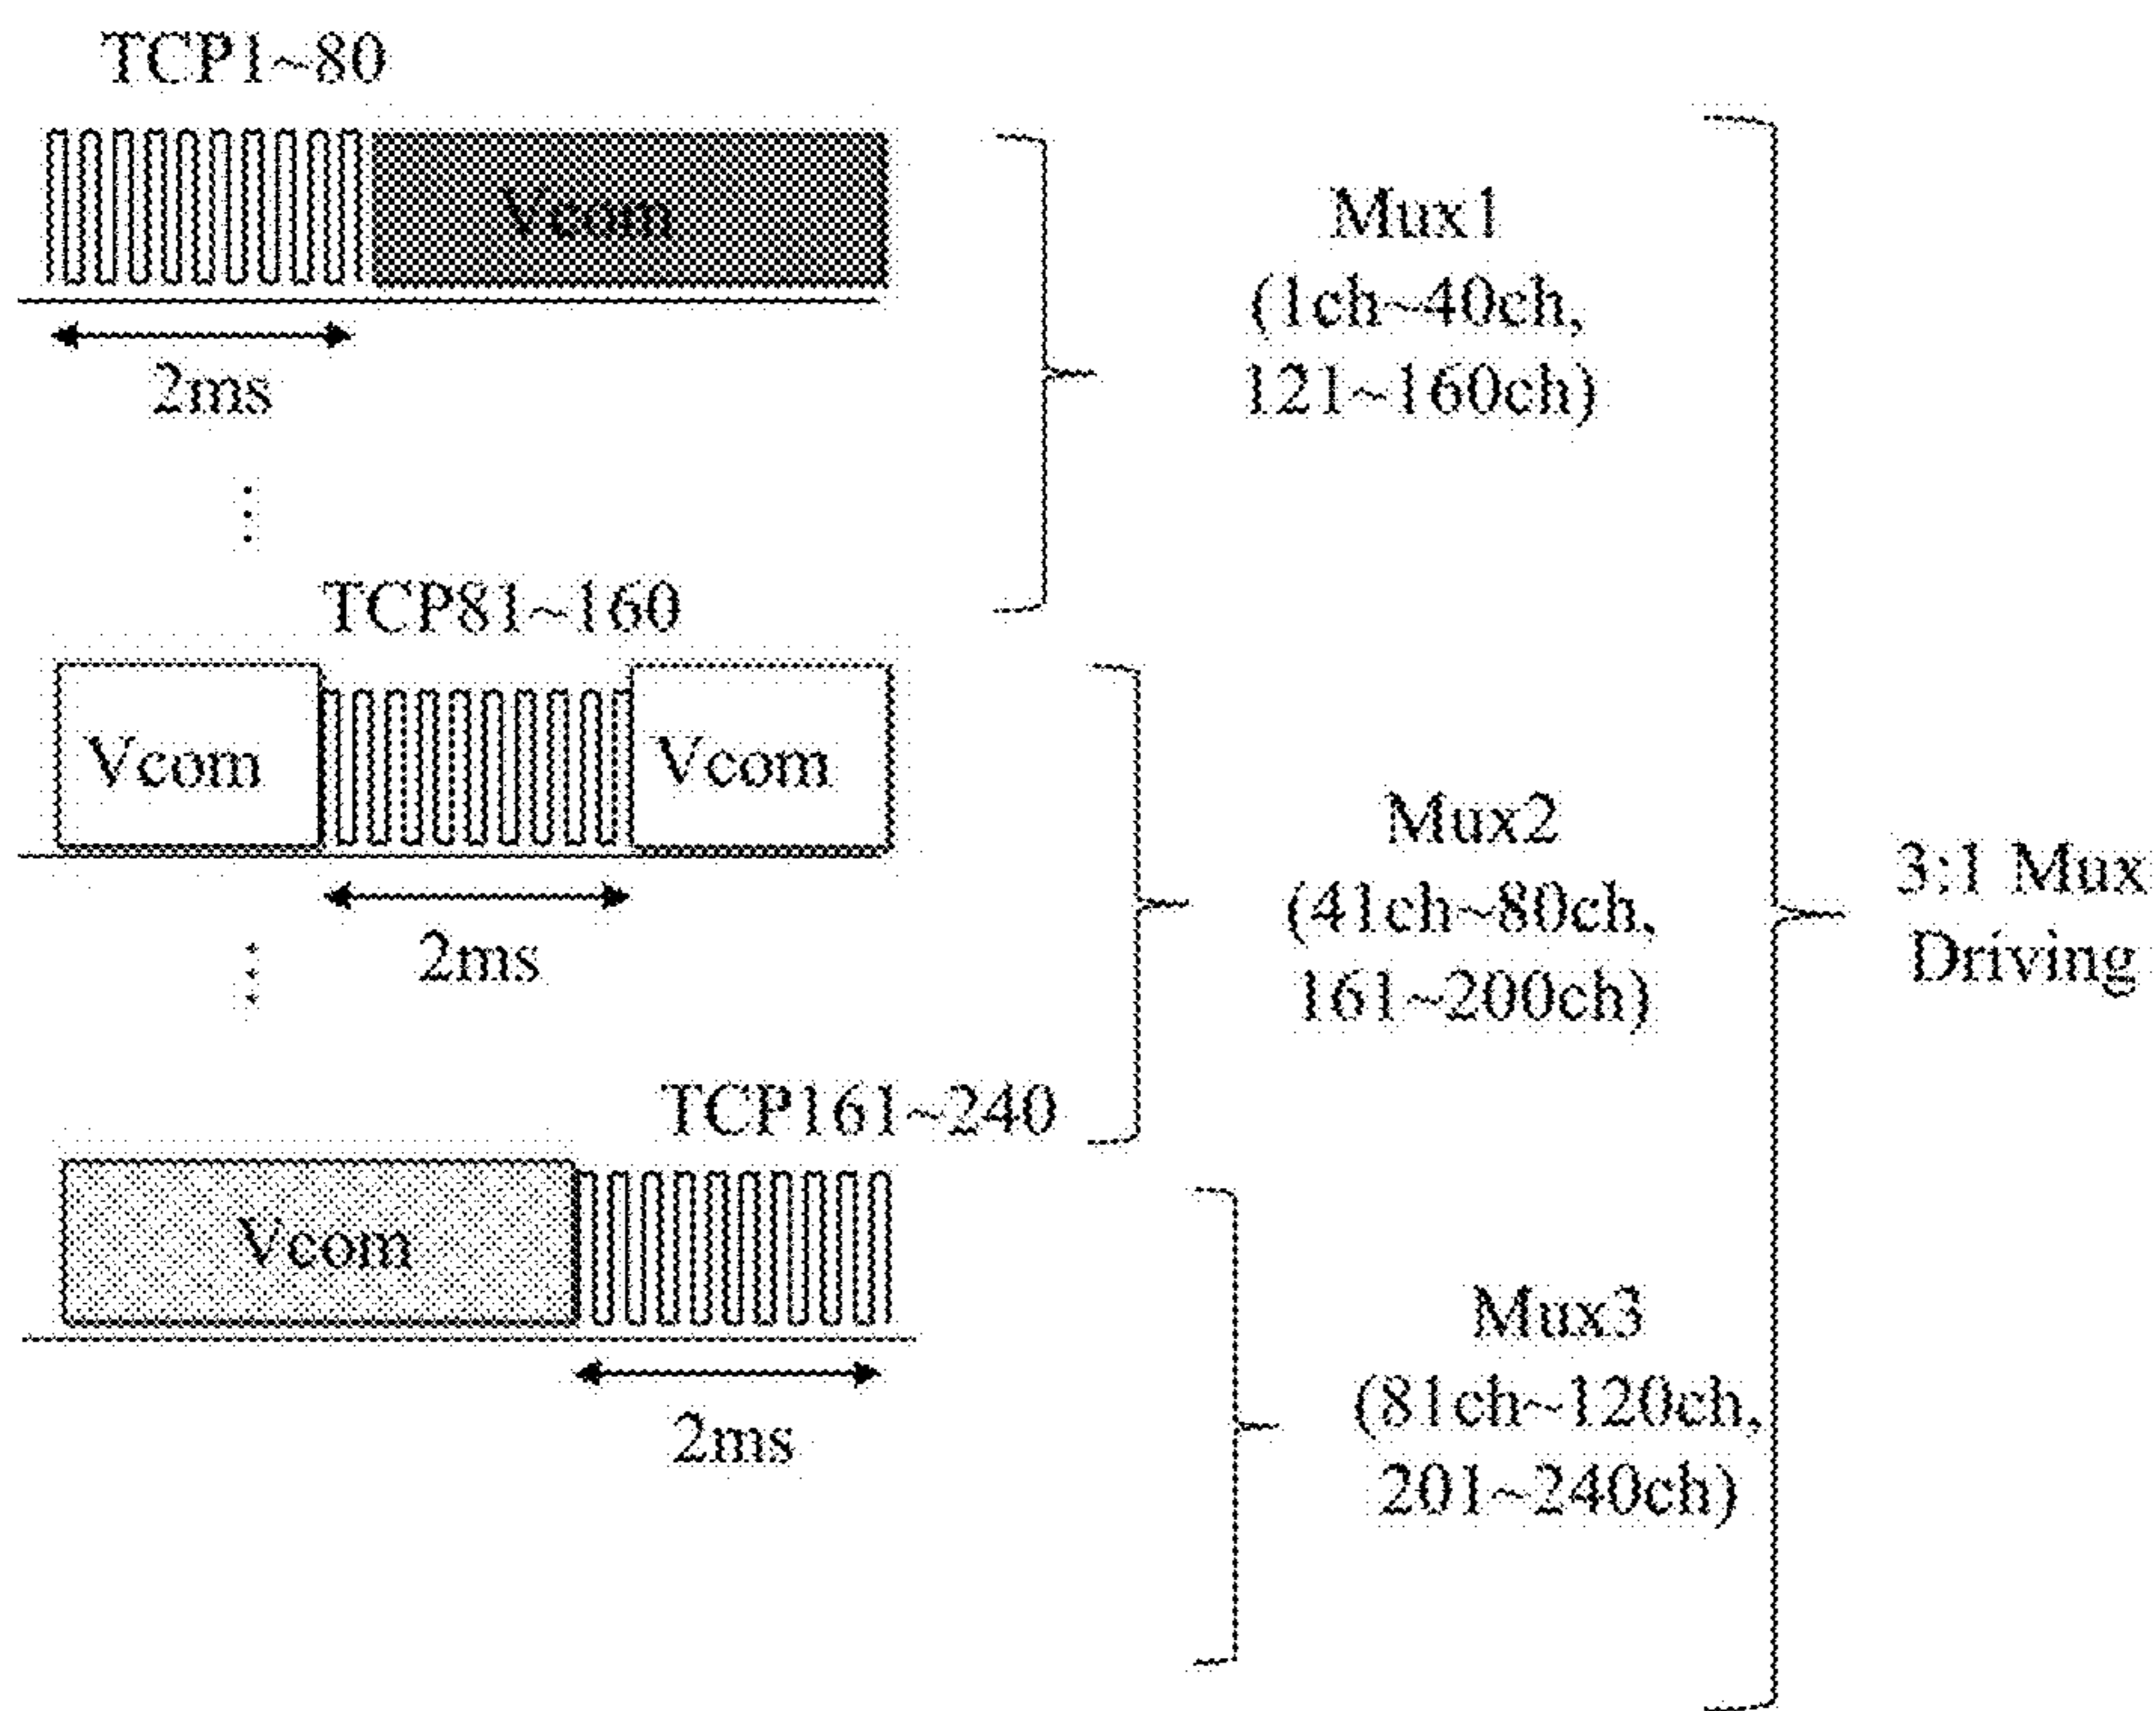 TCP1~80
Vcom
2ms
Mux1
(1ch~40ch,
121~160ch)
TCP81~160
Vcom
Vcom
2ms
Mux2
(41ch~80ch,
161~200ch)
3:1 Mux
Driving
TCP161~240
Vcom
2ms
Mux3
(81ch~120ch,
201~240ch)